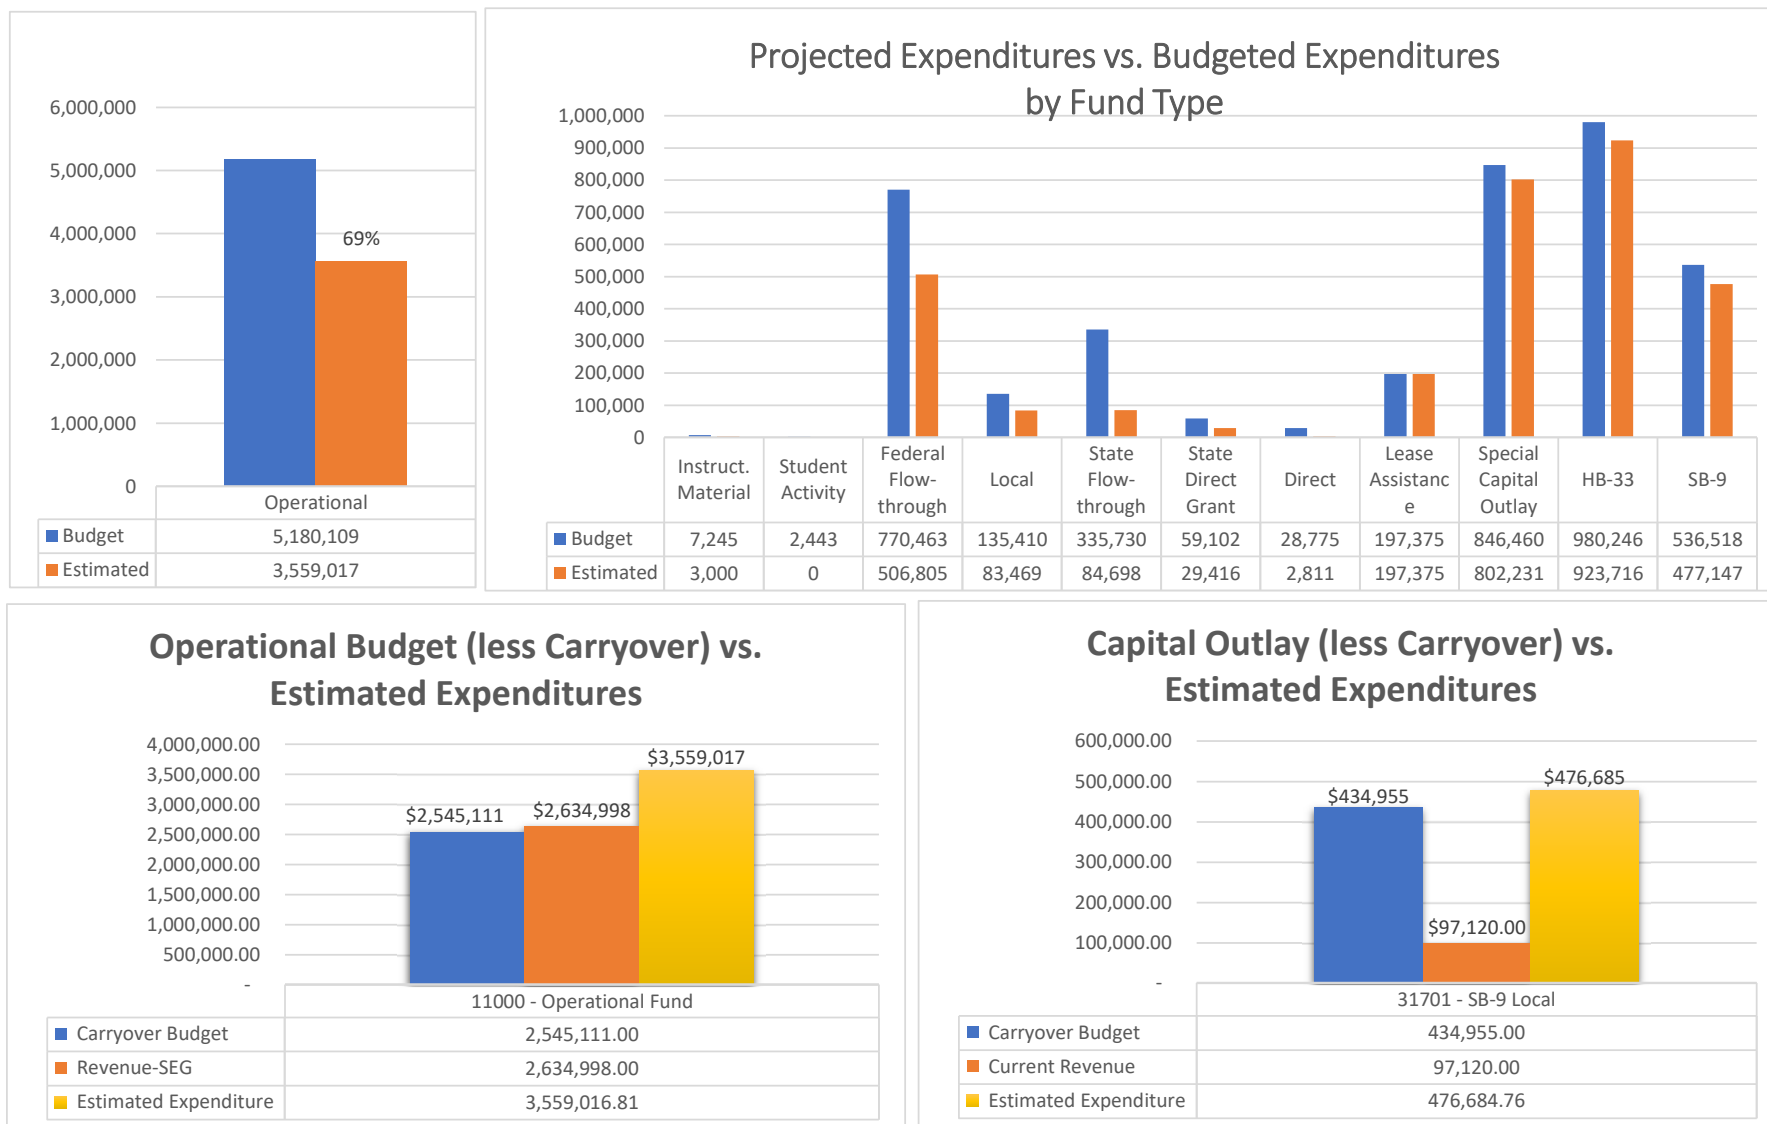 6,000,000
5,000,000
4,000,000
3,000,000
2,000,000
1,000,000
0
69%
Operational
Budget 5,180,109
Estimated 3,559,017
Projected Expenditures vs. Budgeted Expenditures
by Fund Type
1,000,000
900,000
800,000
700,000
600,000
500,000
400,000
300,000
200,000
100,000
0
Instruct. Material Student Activity Federal Flow-through Local State Flow-through State Direct Grant Direct Lease Assistanc e Special Capital Outlay HB-33 SB-9
Budget 7,245 2,443 770,463 135,410 335,730 59,102 28,775 197,375 846,460 980,246 536,518
Estimated 3,000 0 506,805 83,469 84,698 29,416 2,811 197,375 802,231 923,716 477,147
Operational Budget (less Carryover) vs.
Estimated Expenditures
4,000,000.00
3,500,000.00
3,000,000.00
2,500,000.00
2,000,000.00
1,500,000.00
1,000,000.00
500,000.00
-
$2,545,111
$2,634,998
$3,559,017
11000 - Operational Fund
Carryover Budget 2,545,111.00
Revenue-SEG 2,634,998.00
Estimated Expenditure 3,559,016.81
Capital Outlay (less Carryover) vs.
Estimated Expenditures
600,000.00
500,000.00
400,000.00
300,000.00
200,000.00
100,000.00
-
$434,955
$97,120.00
$476,685
31701 - SB-9 Local
Carryover Budget 434,955.00
Current Revenue 97,120.00
Estimated Expenditure 476,684.76